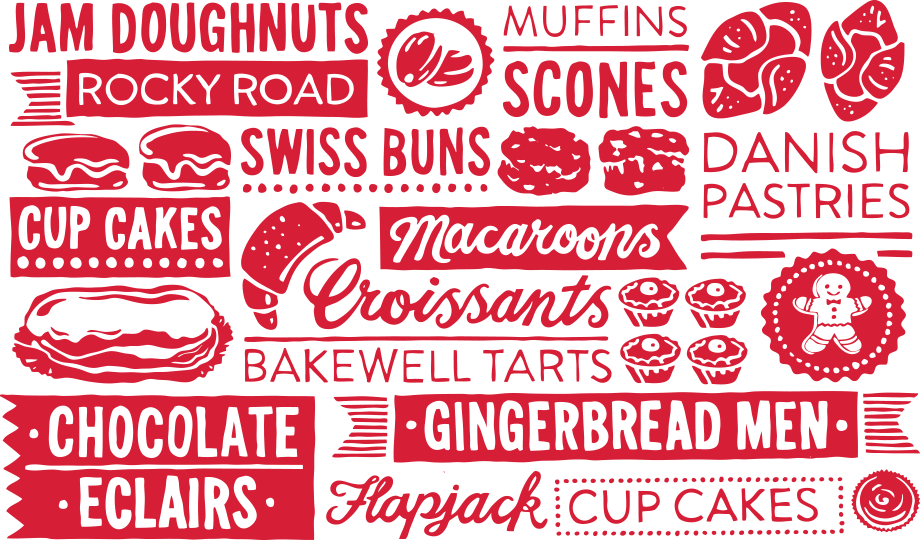 JAM DOUGHNUTS
MUFFINS
ROCKY ROAD
SCONES
SWISS BUNS
DANISH
PASTRIES
CUP CAKES
Macaroons
Croissants
BAKEWELL TARTS
·CHOCOLATE
·ECLAIRS·
·GINGERBREAD MEN·
Flapjack
CUP CAKES